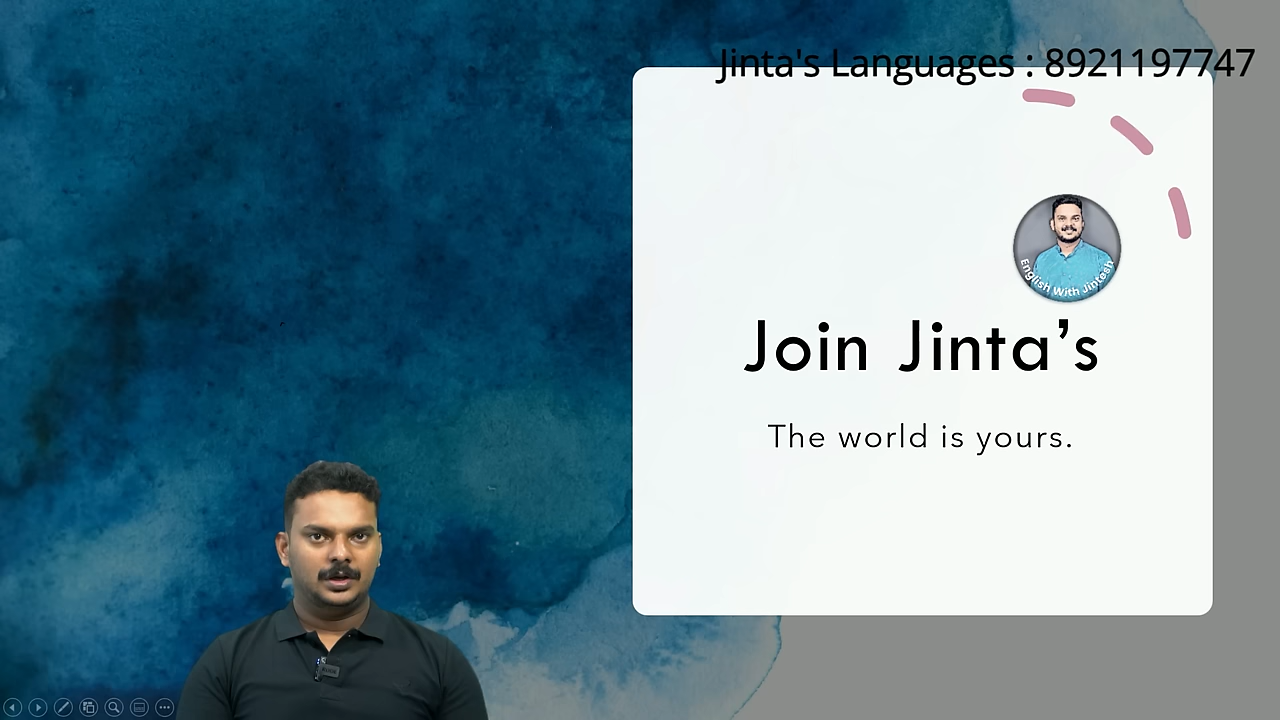 Jinta's Languages : 8921197747
English With Jintesh
Join Jinta’s
The world is yours.